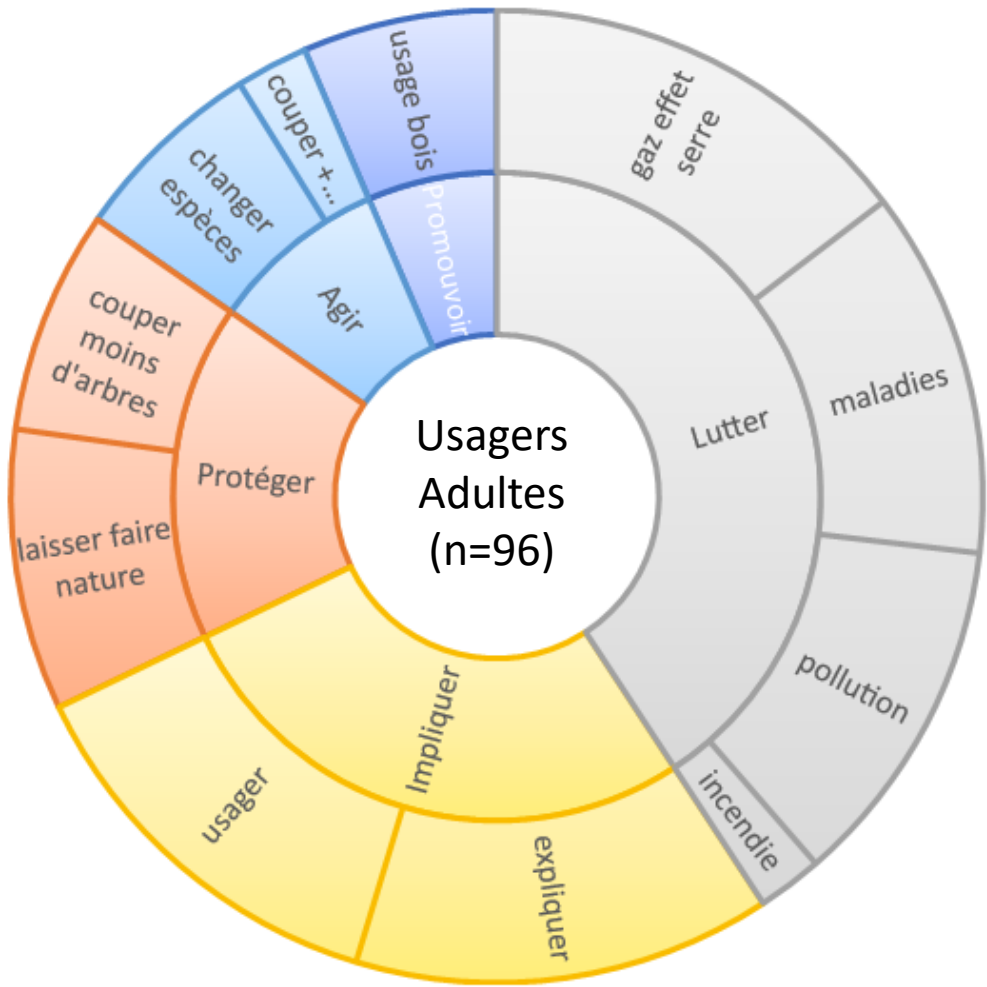 Usagers
Adultes
(n=96)
Lutter
gaz effet
serre
maladies
pollution
incendie
Impliquer
expliquer
usager
Protéger
laisser faire
nature
couper
moins
d'arbres
Agir
changer
espèces
couper +...
Promouvoir
usage bois